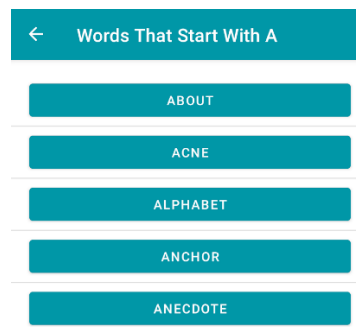 Words That Start With A
ABOUT
ACNE
ALPHABET
ANCHOR
ANECDOTE